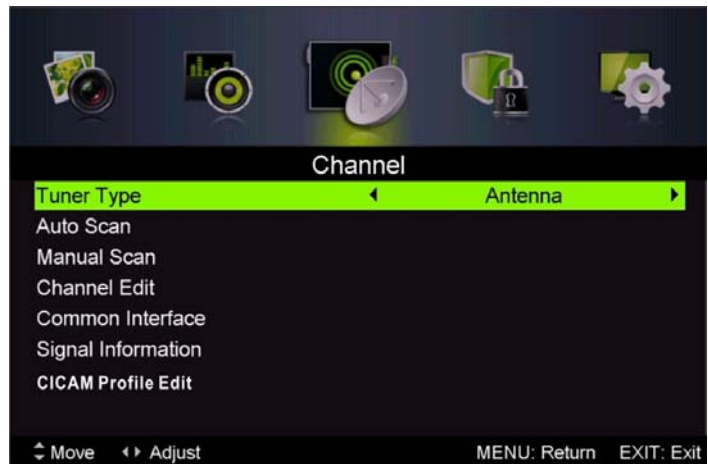 Channel
Tuner Type Antenna
Auto Scan
Manual Scan
Channel Edit
Common Interface
Signal Information
CICAM Profile Edit
Move Adjust MENU: Return EXIT: Exit